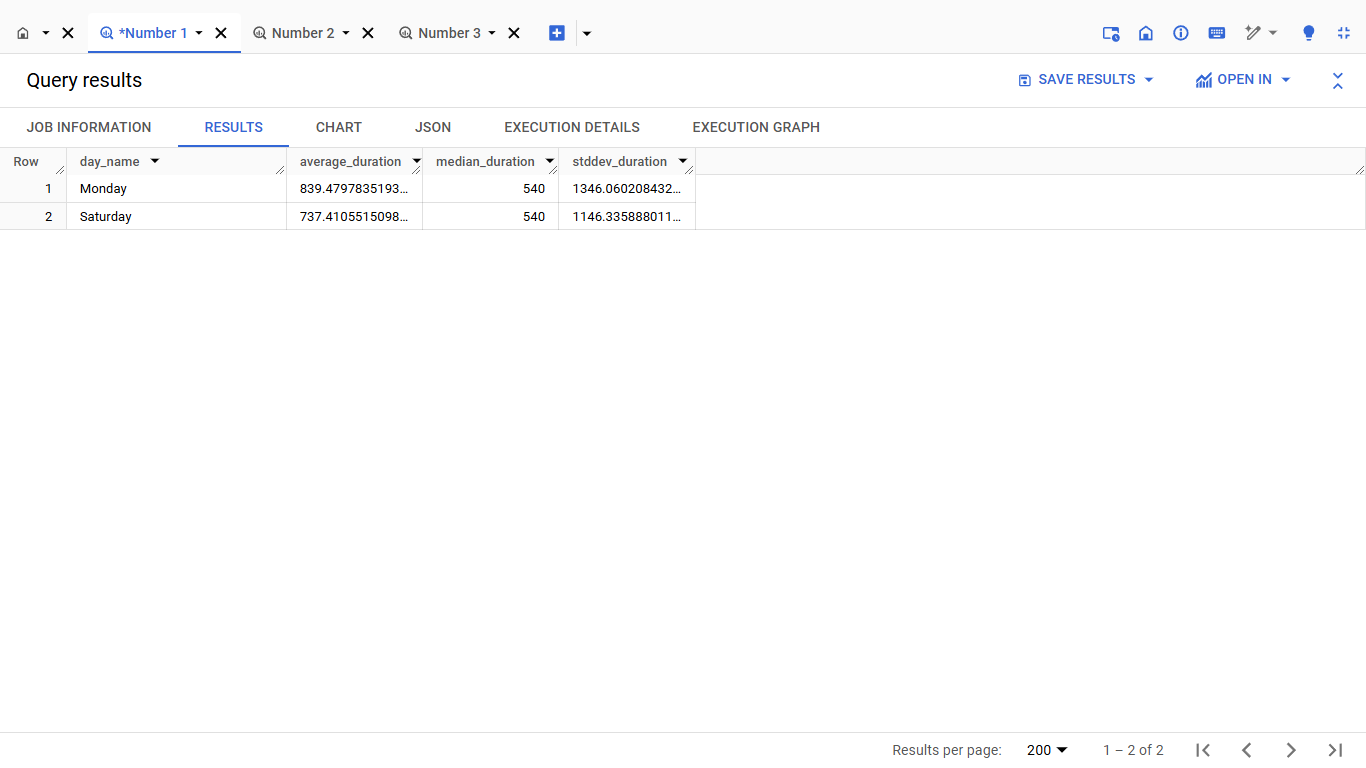 *Number 1 Number 2 Number 3
Query results SAVE RESULTS OPEN IN
JOB INFORMATION RESULTS CHART JSON EXECUTION DETAILS EXECUTION GRAPH
Row day_name average_duration median_duration stddev_duration
1 Monday 839.4797835193... 540 1346.060208432...
2 Saturday 737.4105515098... 540 1146.335888011...
Results per page: 200 1 – 2 of 2